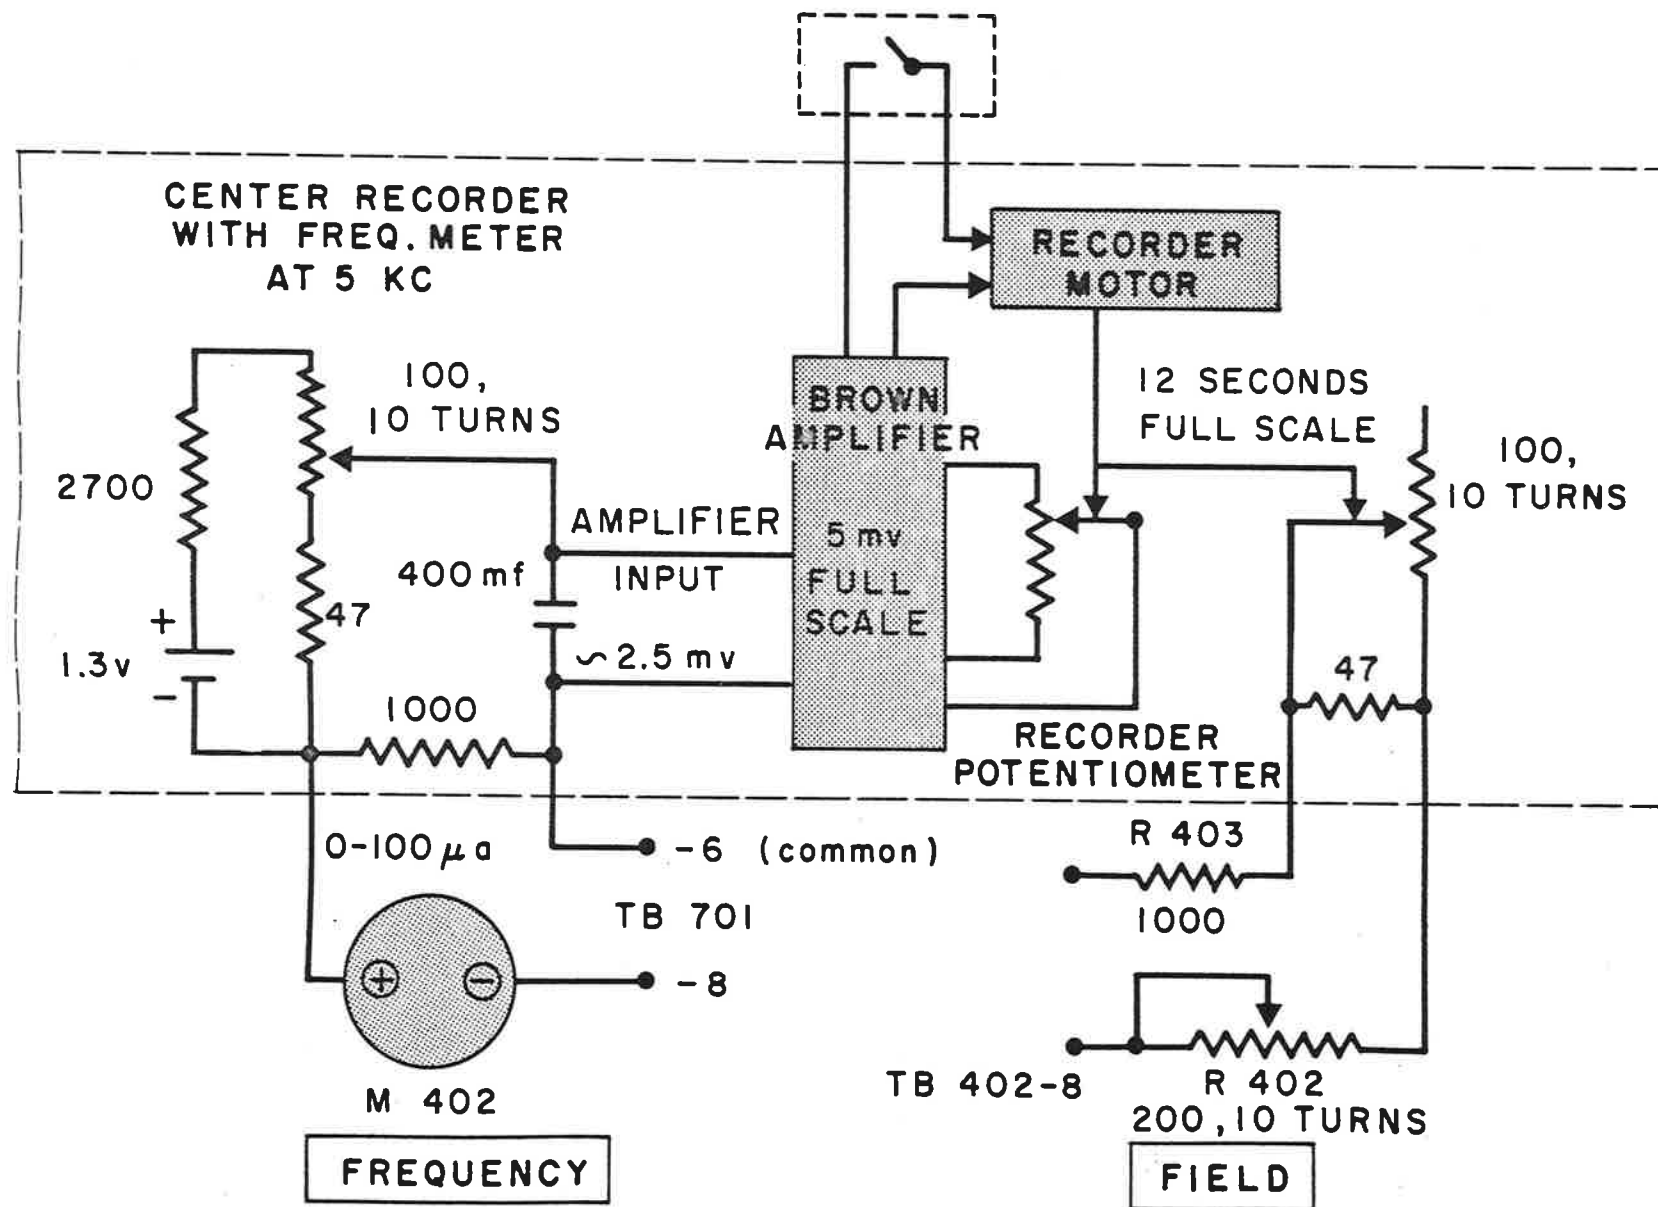 CENTER RECORDER
WITH FREQ. METER
AT 5 KC
RECORDER
MOTOR
100,
10 TURNS
12 SECONDS
FULL SCALE
BROWN
AMPLIFIER
100,
10 TURNS
2700
AMPLIFIER
INPUT
5 mv
FULL
SCALE
400 mf
47
+
1.3v
-
~2.5 mv
47
1000
RECORDER
POTENTIOMETER
0-100 μa
-6 (common)
R 403
1000
TB 701
+
-
-8
M 402
TB 402-8
R 402
200, 10 TURNS
FREQUENCY
FIELD